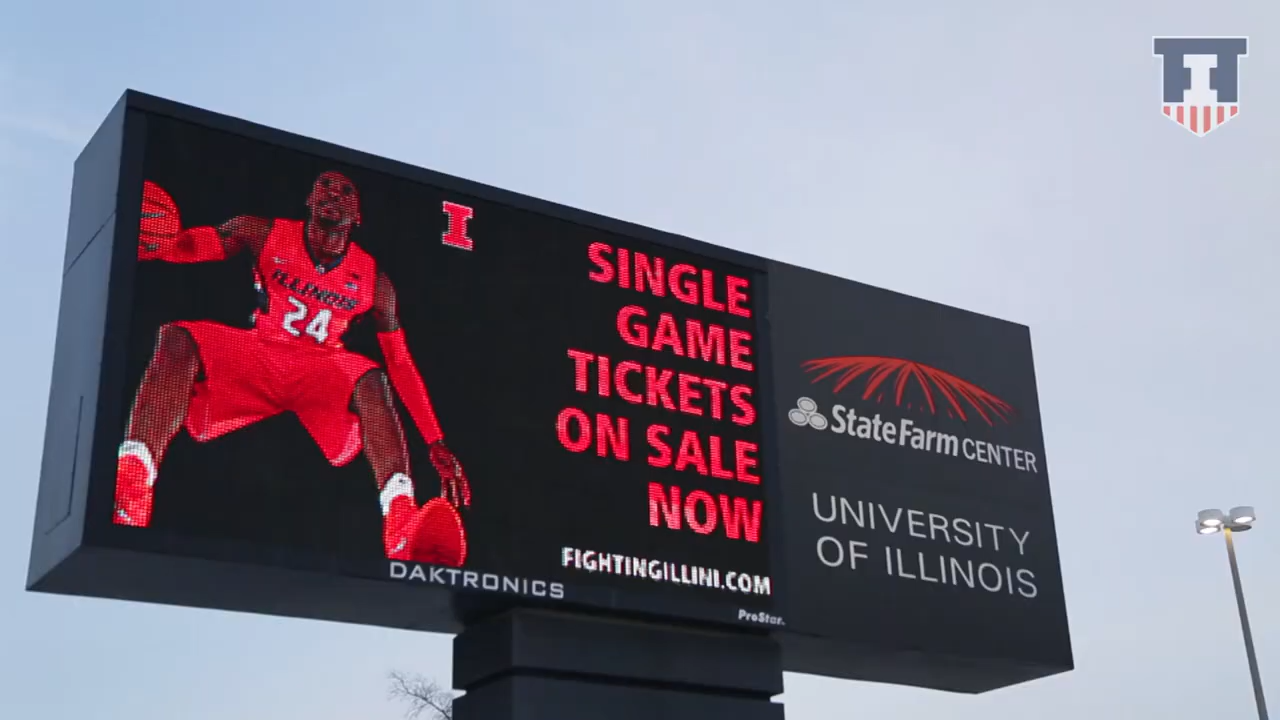 I
I
ILLINOIS
24
SINGLE
GAME
TICKETS
ON SALE
NOW
FIGHTINGILLINI.COM
DAKTRONICS
ProStar.
StateFarm CENTER
UNIVERSITY
OF ILLINOIS